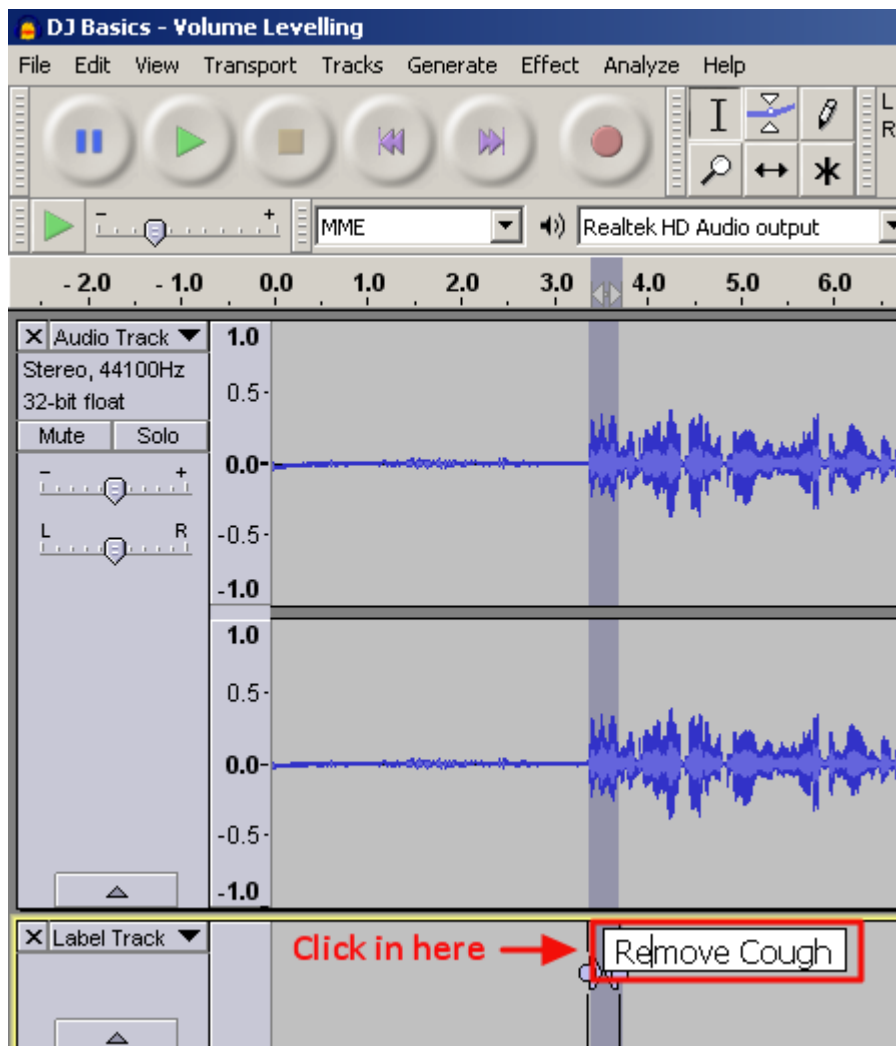 DJ Basics - Volume Levelling
File Edit View Transport Tracks Generate Effect Analyze Help
L
R
- +
MME Realtek HD Audio output
- 2.0 - 1.0 0.0 1.0 2.0 3.0 4.0 5.0 6.0
X Audio Track 1.0
Stereo, 44100Hz
32-bit float
0.5-
Mute Solo
- +
0.0-
L R
-0.5-
-1.0
1.0
0.5-
0.0-
-0.5-
-1.0
X Label Track
Click in here
Remove Cough